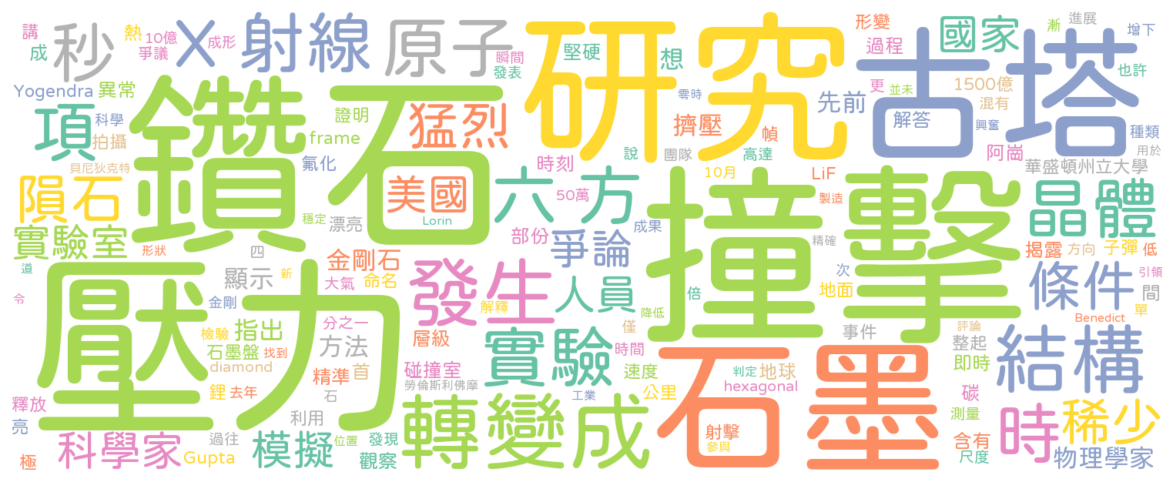 講
成
秒
熱
10億
爭議
成形
X
射線
原子
瞬間
發表
研究
堅硬
想
零時
形變
過程
國家
漸
進展
增下
也許
古塔
解答
興奮
更
並未
1500億
混有
先前
Yogendra
異常
項
科學
拍攝
貝尼狄克特
鑽石
證明
frame
氟化
猛烈
時刻
說
團隊
擠壓
高達
幀
10月
LiF
製造
阿崗
種類
用於
華盛頓州立大學
隕石
美國
Lorin
穩定
漂亮
六方
50萬
部份
成果
撞擊
精確
晶體
揭露
方向
子彈
低
實驗室
形狀
道
令
四
顯示
新
金剛石
大氣
命名
發生
解釋
爭論
人員
倍
降低
僅
次
地面
條件
間
引領
單
Benedict
壓力
金剛
檢驗
指出
石墨盤
找到
diamond
分之一
方法
層級
精準
首
石
碰撞室
勞倫斯利佛摩
實驗
時間
速度
工業
公里
事件
評論
整起
即時
結構
判定
地球
hexagonal
碳
測量
釋放
亮
鋰
去年
利用
極
科學家
過往
Gupta
模擬
位置
發現
觀察
轉變成
石墨
射擊
參與
含有
尺度
時
稀少
物理學家